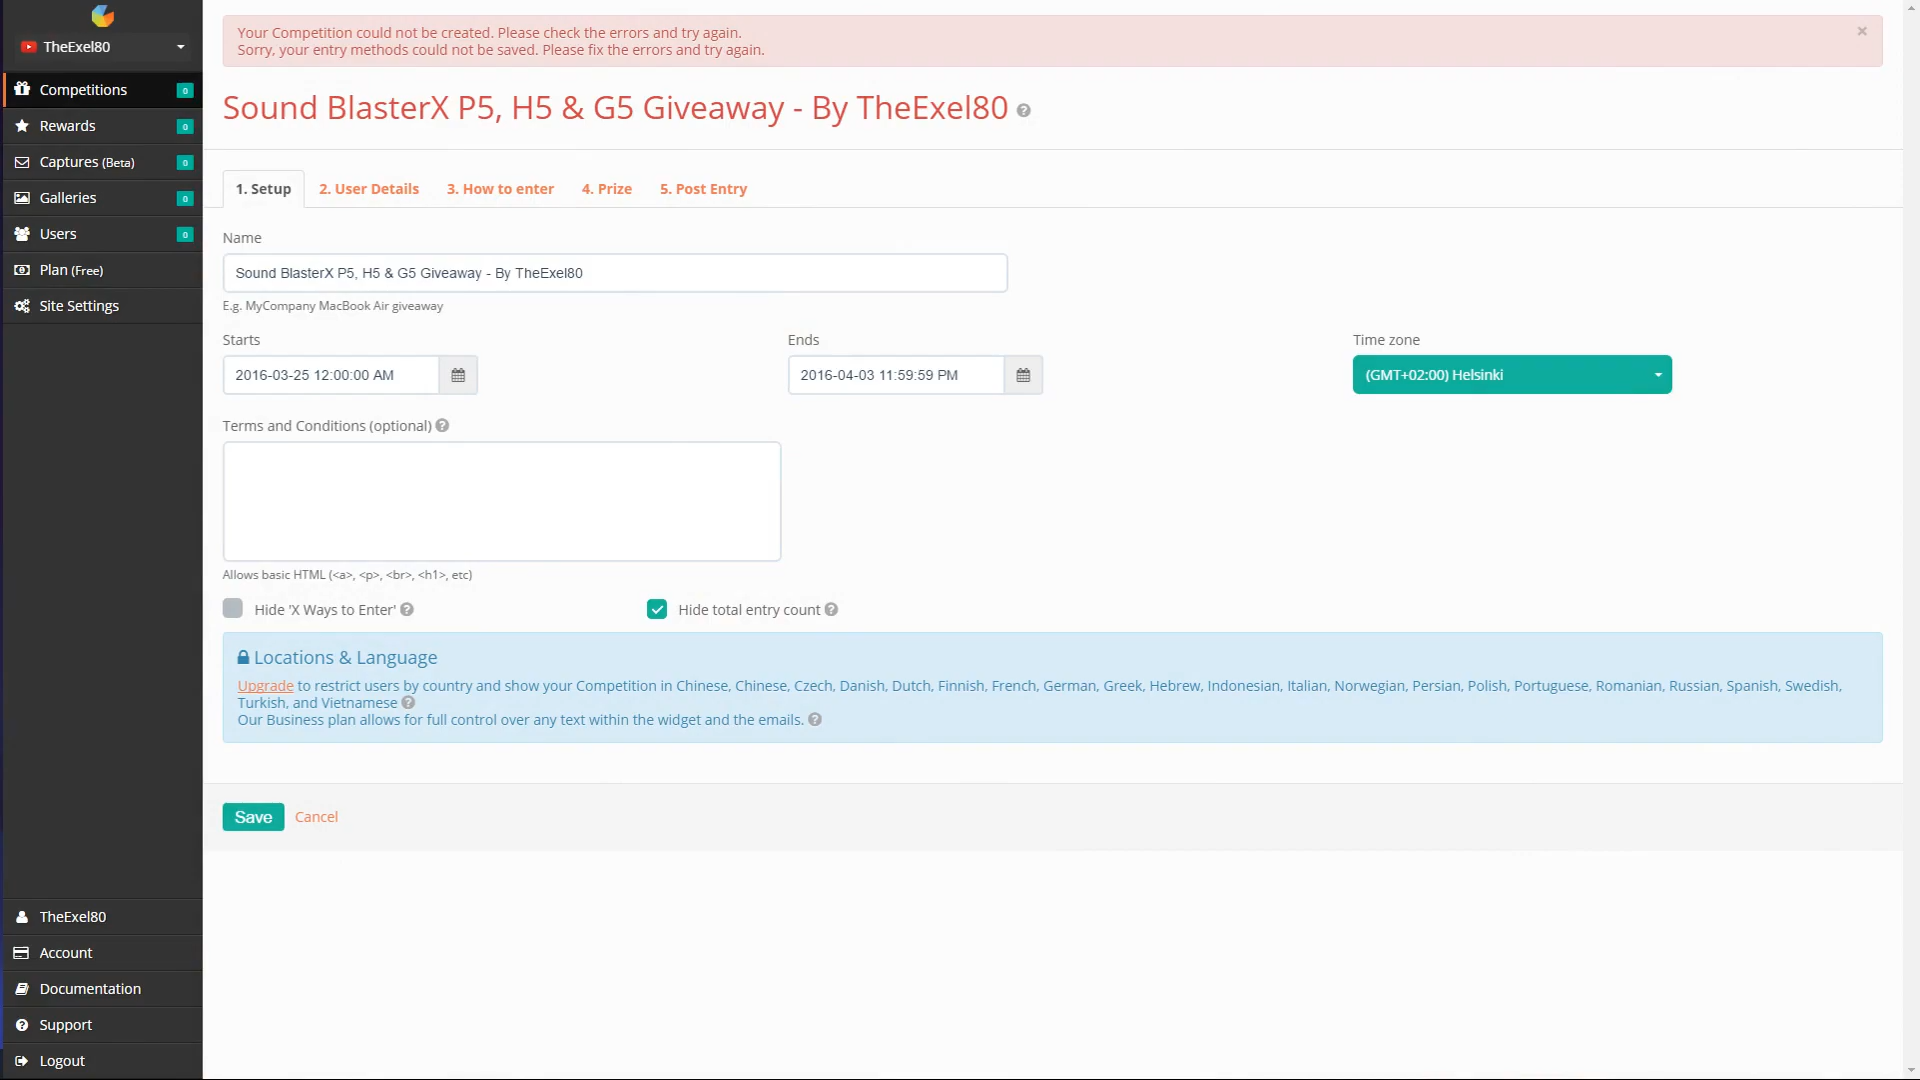 TheExel80
Competitions 0
Rewards 0
Captures (Beta) 0
Galleries 0
Users 0
Plan (Free)
Site Settings
TheExel80
Account
Documentation
Support
Logout
Your Competition could not be created. Please check the errors and try again.
Sorry, your entry methods could not be saved. Please fix the errors and try again.
×
Sound BlasterX P5, H5 & G5 Giveaway - By TheExel80 ?
1. Setup 2. User Details 3. How to enter 4. Prize 5. Post Entry
Name
Sound BlasterX P5, H5 & G5 Giveaway - By TheExel80
E.g. MyCompany MacBook Air giveaway
Starts Ends Time zone
2016-03-25 12:00:00 AM 2016-04-03 11:59:59 PM (GMT+02:00) Helsinki
Terms and Conditions (optional) ?
Allows basic HTML (<a>, <p>, <br>, <h1>, etc)
Hide 'X Ways to Enter' ? Hide total entry count ?
Locations & Language
Upgrade to restrict users by country and show your Competition in Chinese, Chinese, Czech, Danish, Dutch, Finnish, French, German, Greek, Hebrew, Indonesian, Italian, Norwegian, Persian, Polish, Portuguese, Romanian, Russian, Spanish, Swedish,
Turkish, and Vietnamese ?
Our Business plan allows for full control over any text within the widget and the emails. ?
Save Cancel